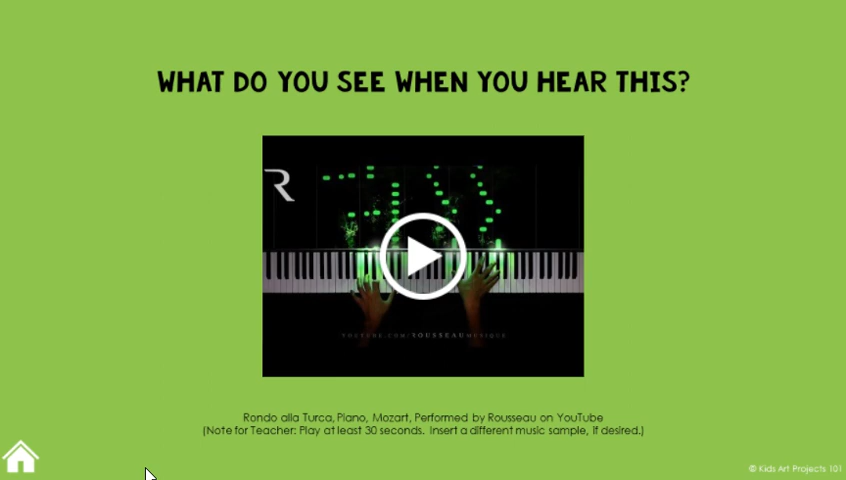 WHAT DO YOU SEE WHEN YOU HEAR THIS?
R
YOUTUBE.COM/ROUSSEAUMUSIQUE
Rondo alla Turca, Piano, Mozart, Performed by Rousseau on YouTube
(Note for Teacher: Play at least 30 seconds. Insert a different music sample, if desired.)
© Kids Art Projects 101